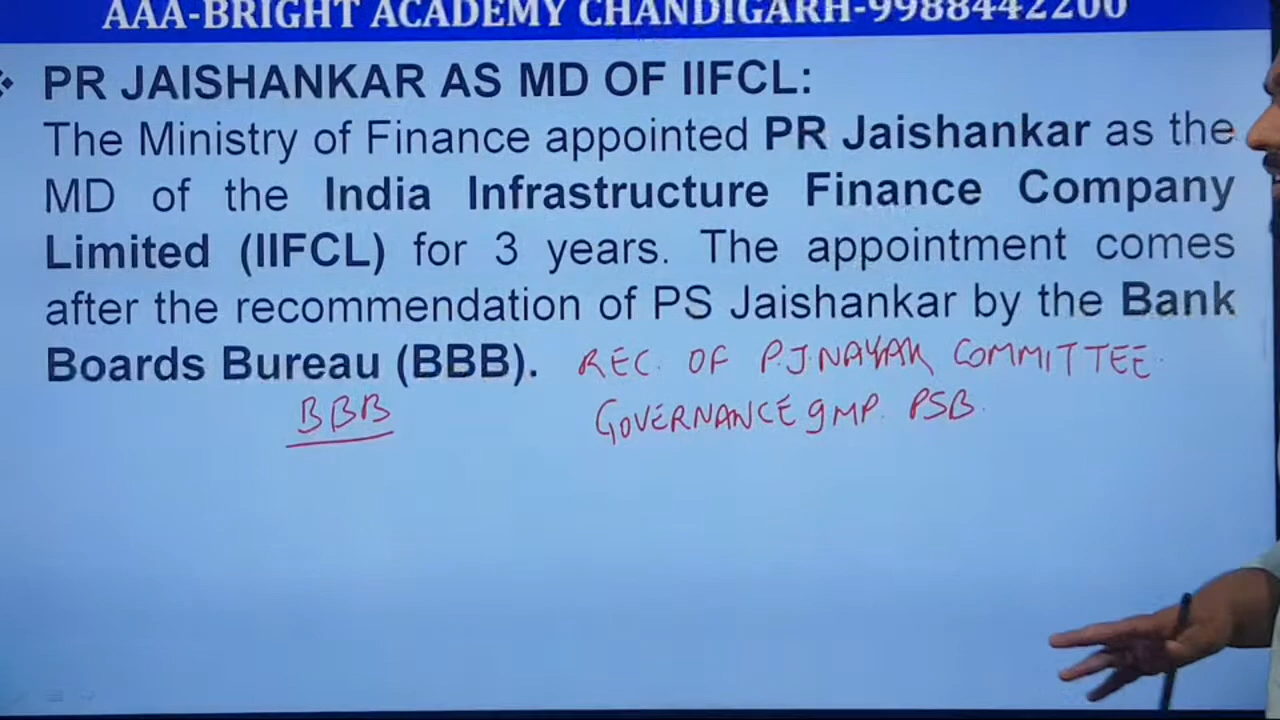 AAA-BRIGHT ACADEMY CHANDIGARH-9988442200
PR JAISHANKAR AS MD OF IIFCL:
The Ministry of Finance appointed PR Jaishankar as the
MD of the India Infrastructure Finance Company
Limited (IIFCL) for 3 years. The appointment comes
after the recommendation of PS Jaishankar by the Bank
Boards Bureau (BBB). REC. OF P.J.NAYAK COMMITTEE.
BBB GOVERNANCE IMP. PSB.